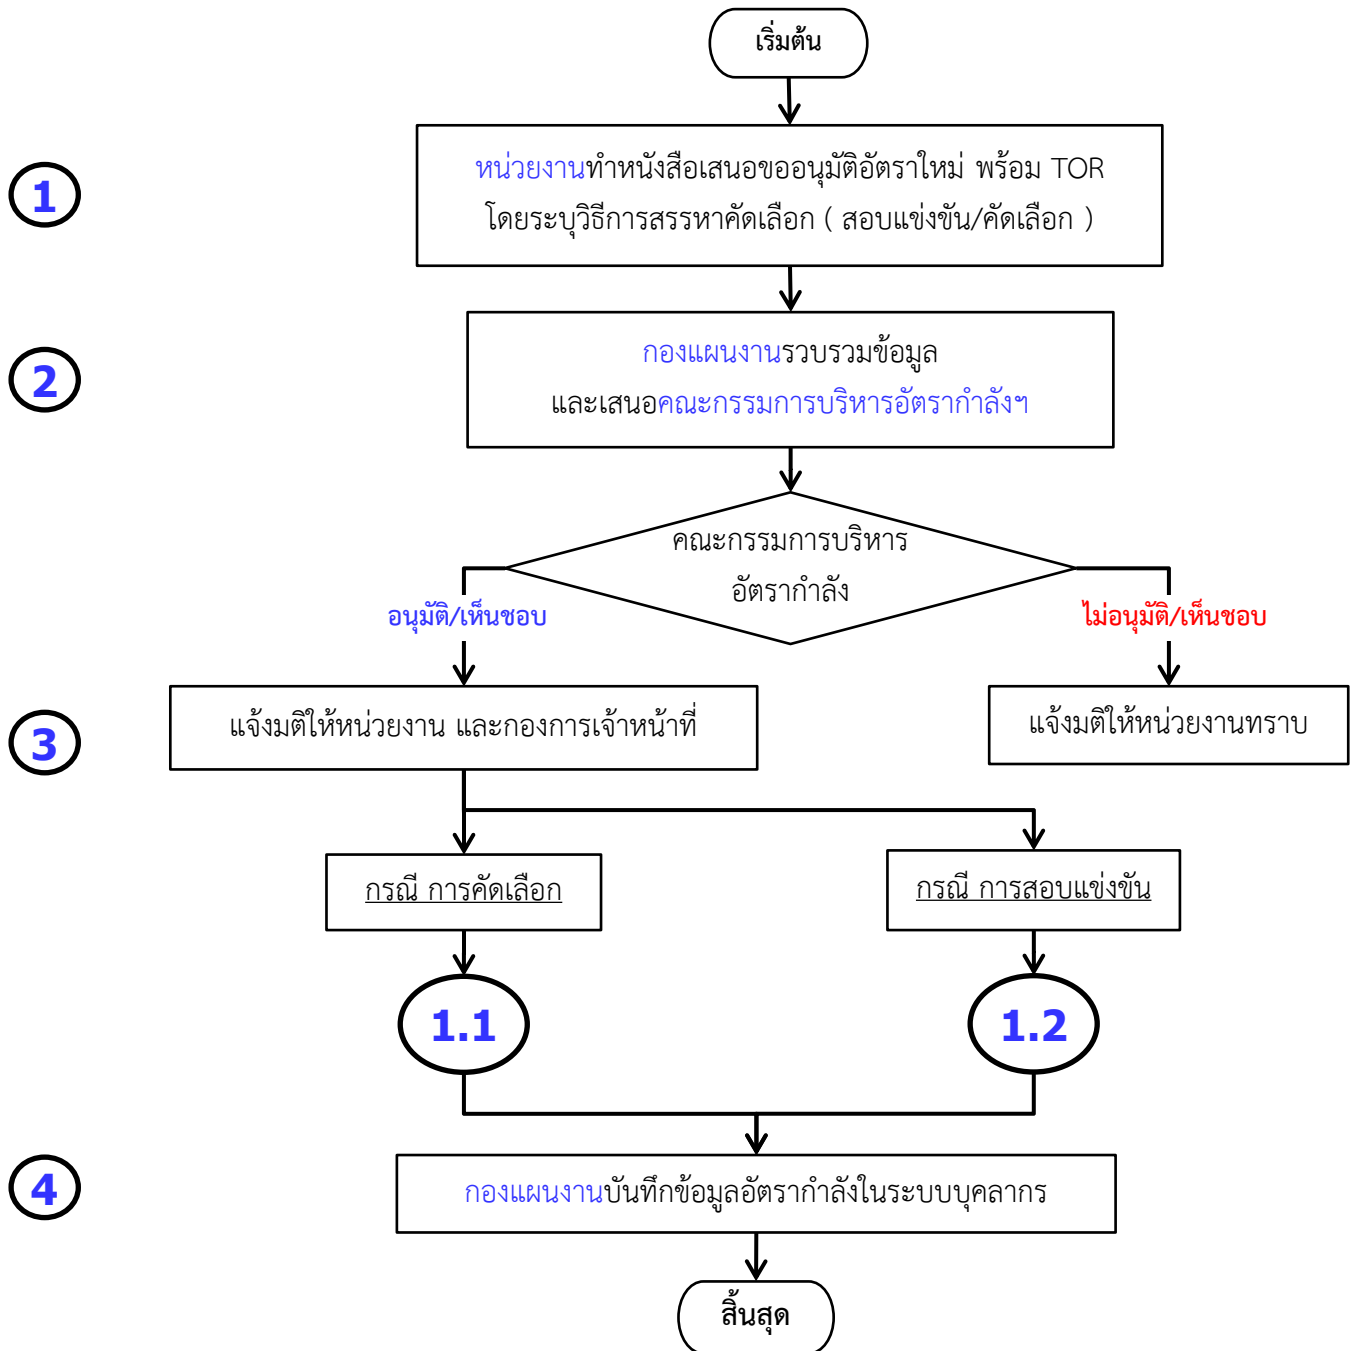 เริ่มต้น
1
หน่วยงานทำหนังสือเสนอขออนุมัติอัตราใหม่ พร้อม TOR
โดยระบุวิธีการสรรหาคัดเลือก ( สอบแข่งขัน/คัดเลือก )
2
กองแผนงานรวบรวมข้อมูล
และเสนอคณะกรรมการบริหารอัตรากำลังฯ
คณะกรรมการบริหาร
อัตรากำลัง
อนุมัติ/เห็นชอบ
ไม่อนุมัติ/เห็นชอบ
3
แจ้งมติให้หน่วยงาน และกองการเจ้าหน้าที่
แจ้งมติให้หน่วยงานทราบ
กรณี การคัดเลือก
กรณี การสอบแข่งขัน
1.1
1.2
4
กองแผนงานบันทึกข้อมูลอัตรากำลังในระบบบุคลากร
สิ้นสุด